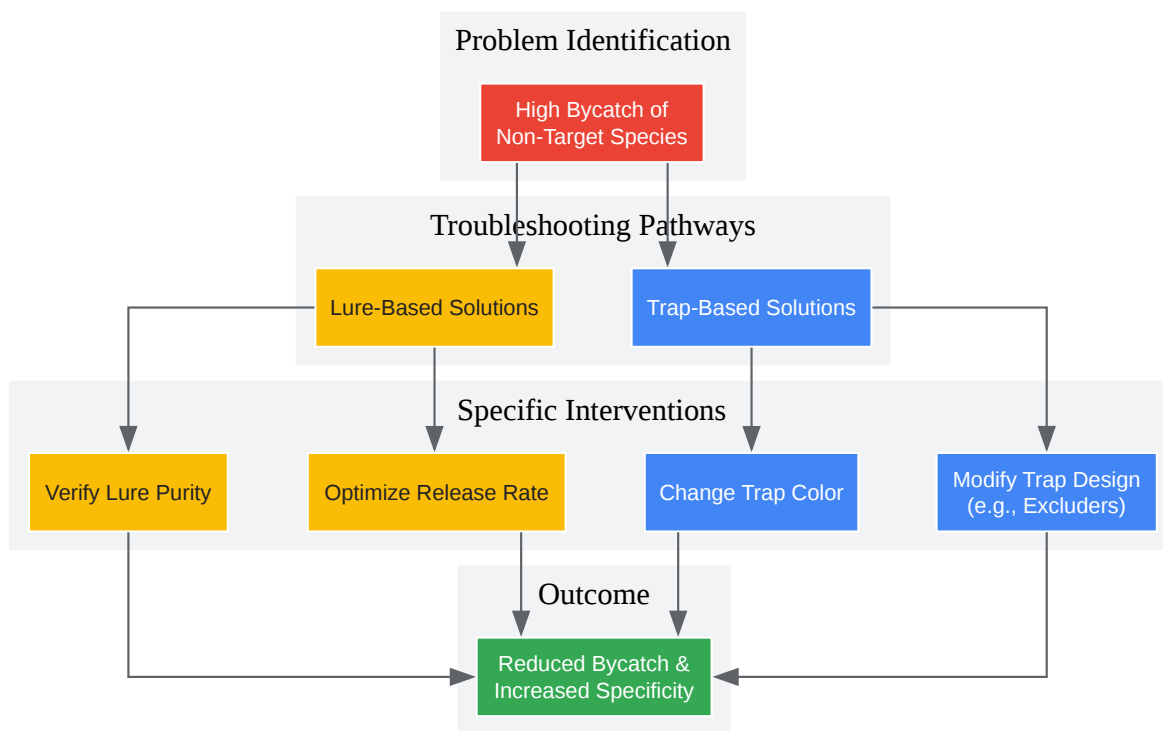 Problem Identification
High Bycatch of
Non-Target Species
Troubleshooting Pathways
Lure-Based Solutions
Trap-Based Solutions
Specific Interventions
Verify Lure Purity
Optimize Release Rate
Change Trap Color
Modify Trap Design
(e.g., Excluders)
Outcome
Reduced Bycatch &
Increased Specificity